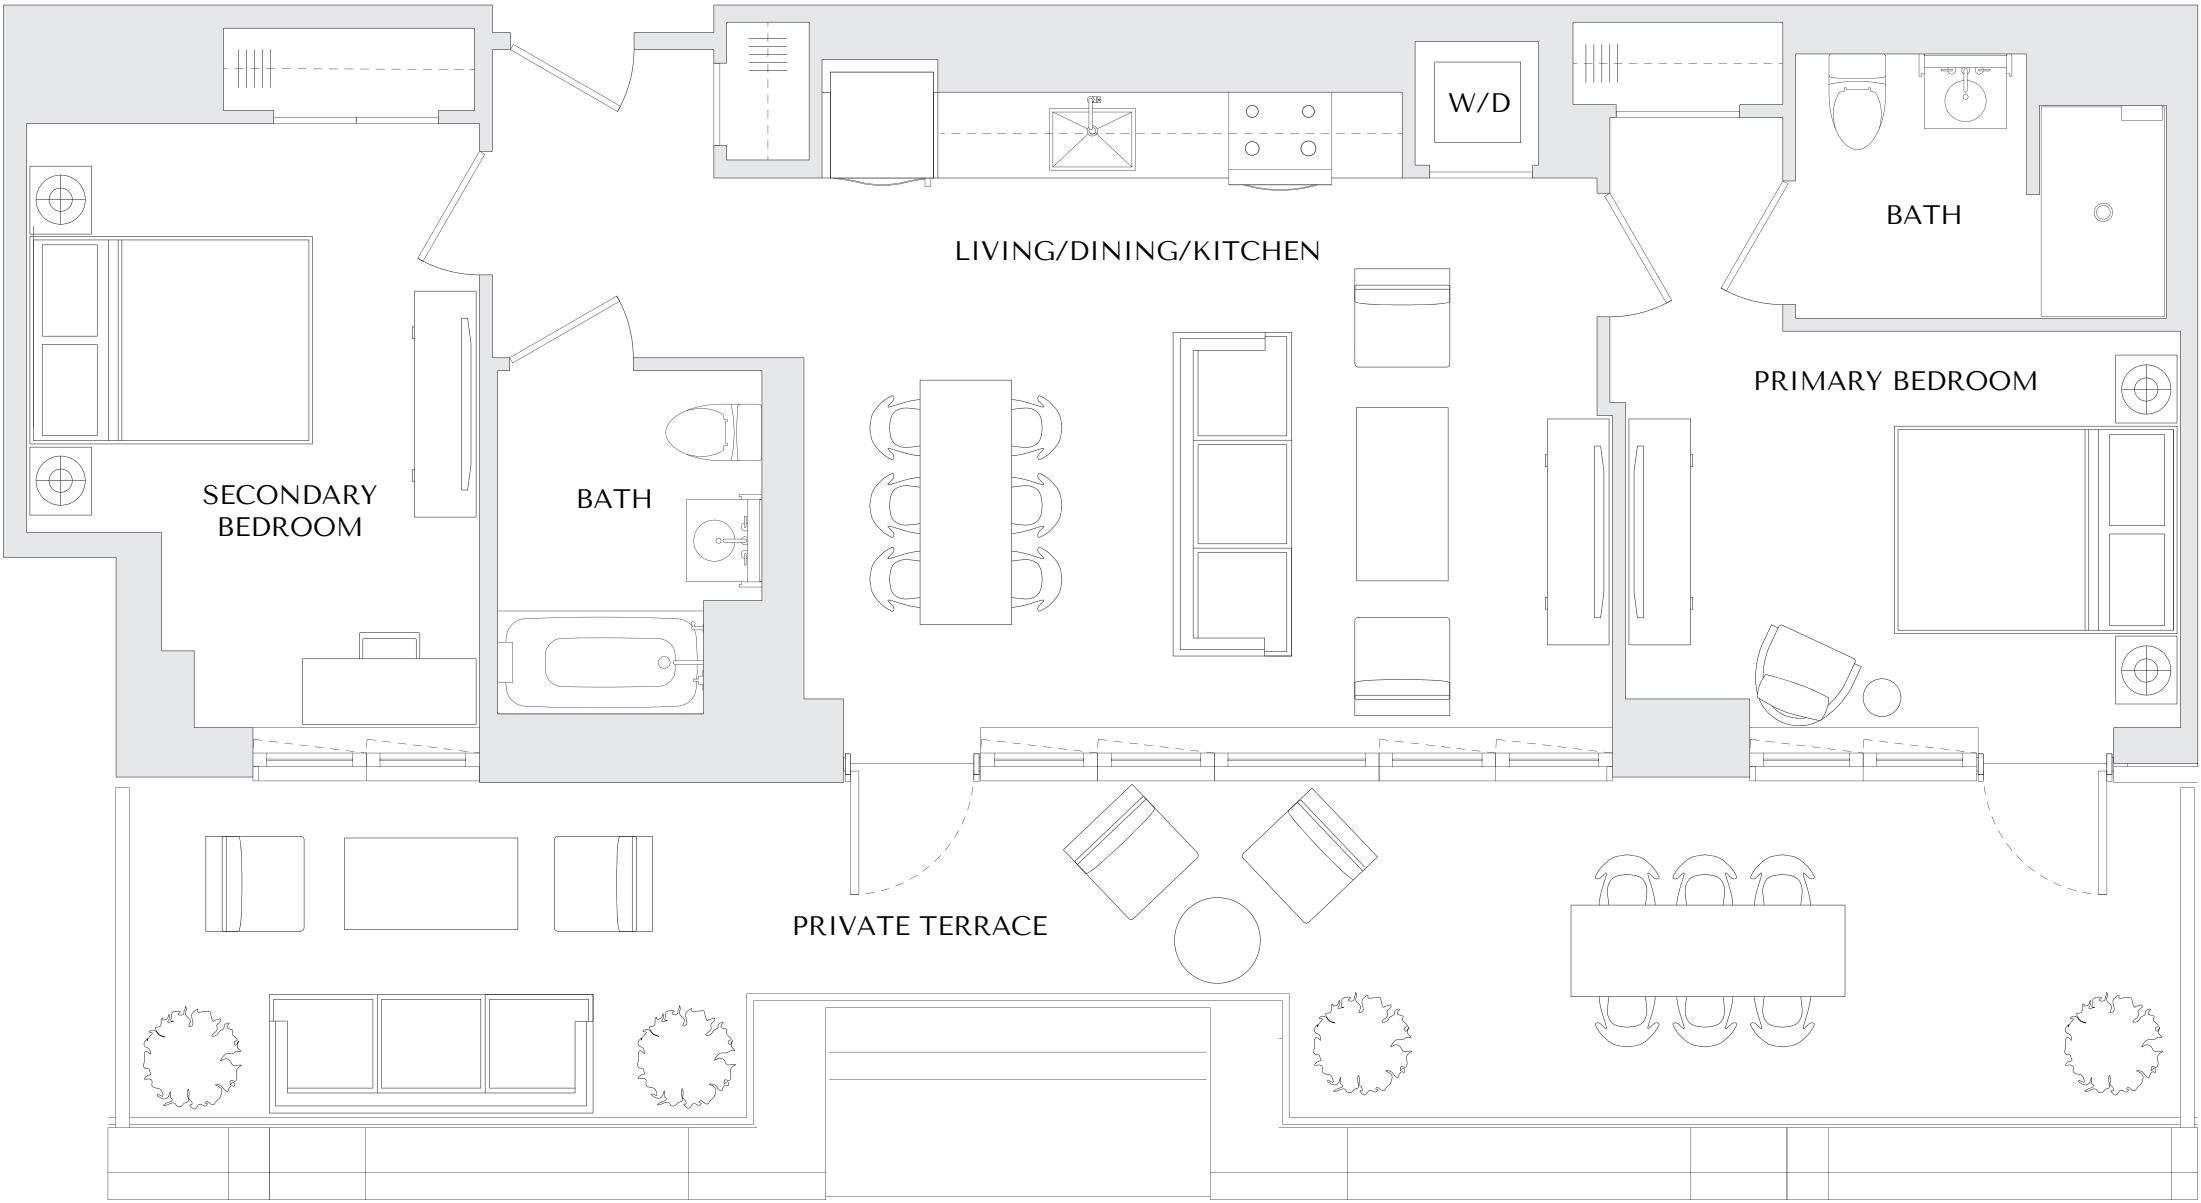 W/D
BATH
LIVING/DINING/KITCHEN
PRIMARY BEDROOM
SECONDARY
BEDROOM
BATH
PRIVATE TERRACE